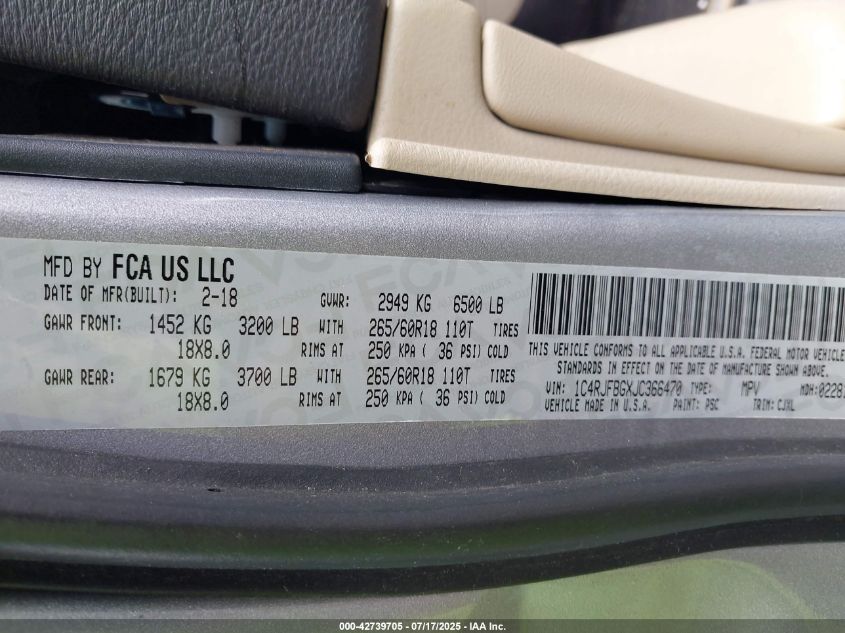 MFD BY FCA US LLC
DATE OF MFR(BUILT): 2-18 GVWR: 2949 KG 6500 LB
GAWR FRONT: 1452 KG 3200 LB WITH 265/60R18 110T TIRES
18X8.0 RIMS AT 250 KPA ( 36 PSI) COLD
GAWR REAR: 1679 KG 3700 LB WITH 265/60R18 110T TIRES
18X8.0 RIMS AT 250 KPA ( 36 PSI) COLD
THIS VEHICLE CONFORMS TO ALL APPLICABLE U.S.A. FEDERAL MOTOR VEHICLE
STANDARDS IN EFFECT ON THE DATE OF MANUFACTURE SHOWN ABOVE.
VIN: 1C4RJFBGXJC366470 TYPE: MPV MDH: 0228
VEHICLE MADE IN U.S.A. PAINT: PSC TRIM: CJXL
000-42739705 - 07/17/2025 - IAA Inc.